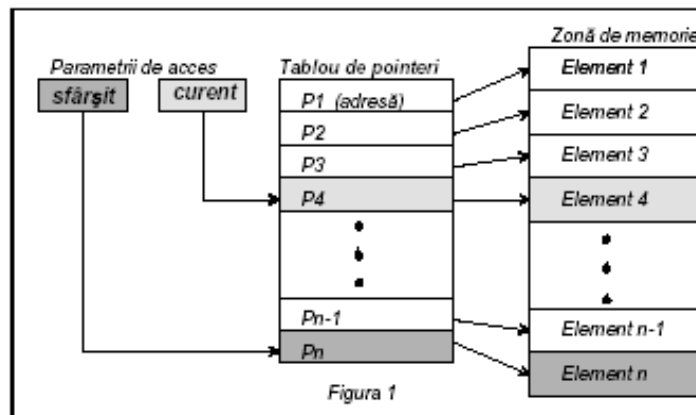 Zonă de memorie
Parametrii de acces
Tablou de pointeri
sfârşit
curent
P1 (adresă)
P2
P3
P4
Pn-1
Pn
Element 1
Element 2
Element 3
Element 4
Element n-1
Element n
Figura 1